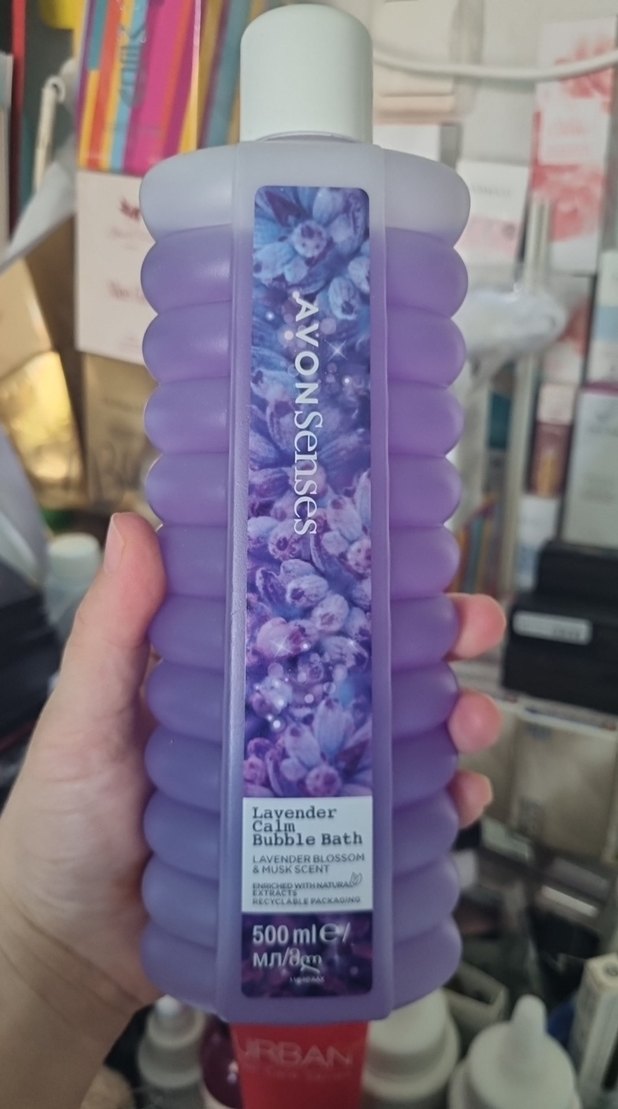 AVON Senses
Lavender
Calm
Bubble Bath
LAVENDER BLOSSOM
& MUSK SCENT
ENRICHED WITH NATURAL
EXTRACTS
RECYCLABLE PACKAGING
500 ml e/
МЛ/მლ
URBAN